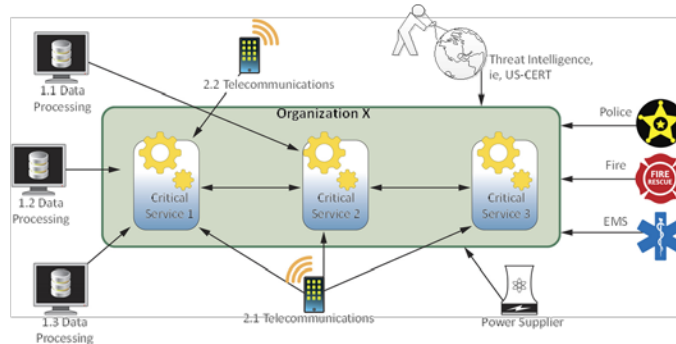 1.1 Data
Processing
2.2 Telecommunications
Threat Intelligence,
ie, US-CERT
Organization X
Police
Critical
Service 1
Critical
Service 2
Critical
Service 3
1.2 Data
Processing
Fire
FIRE
RESCUE
EMS
1.3 Data
Processing
2.1 Telecommunications
Power Supplier